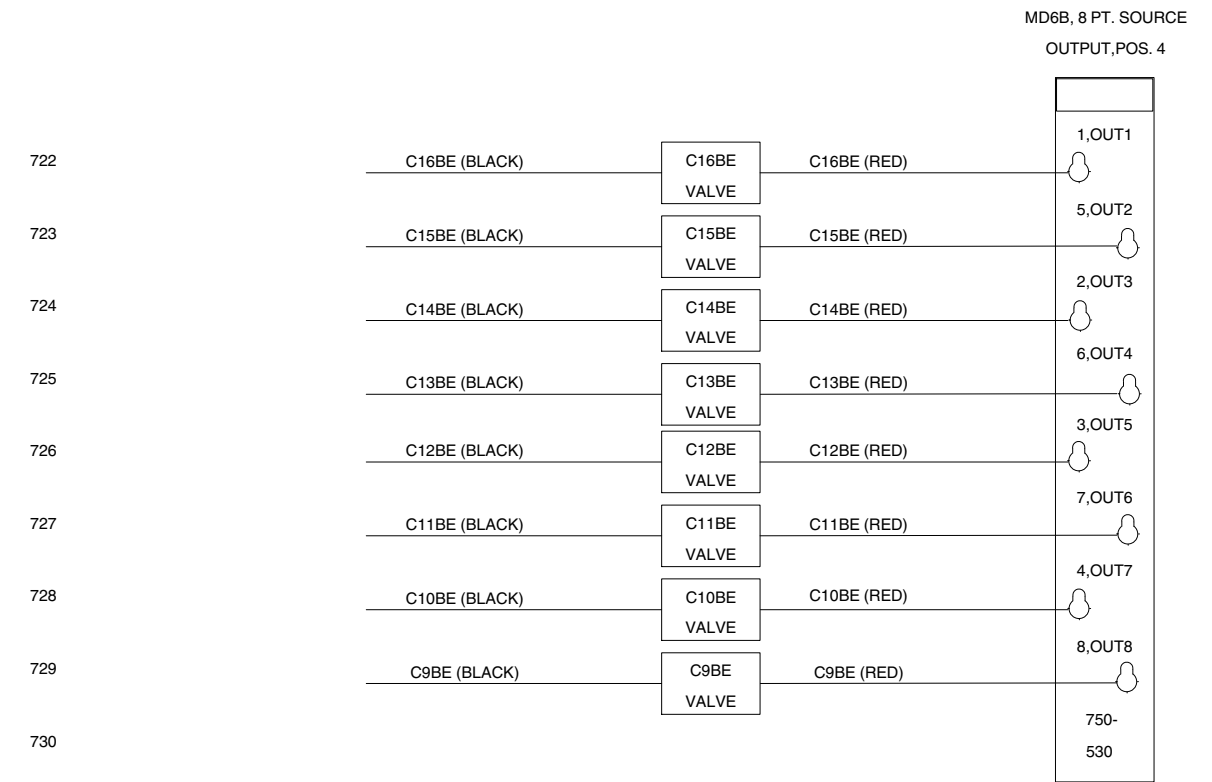 MD6B, 8 PT. SOURCE
OUTPUT,POS. 4
1,OUT1
722 C16BE (BLACK) C16BE C16BE (RED)
VALVE
5,OUT2
723 C15BE (BLACK) C15BE C15BE (RED)
VALVE
2,OUT3
724 C14BE (BLACK) C14BE C14BE (RED)
VALVE
6,OUT4
725 C13BE (BLACK) C13BE C13BE (RED)
VALVE
3,OUT5
726 C12BE (BLACK) C12BE C12BE (RED)
VALVE
7,OUT6
727 C11BE (BLACK) C11BE C11BE (RED)
VALVE
4,OUT7
728 C10BE (BLACK) C10BE C10BE (RED)
VALVE
8,OUT8
729 C9BE (BLACK) C9BE C9BE (RED)
VALVE
750-
730 530